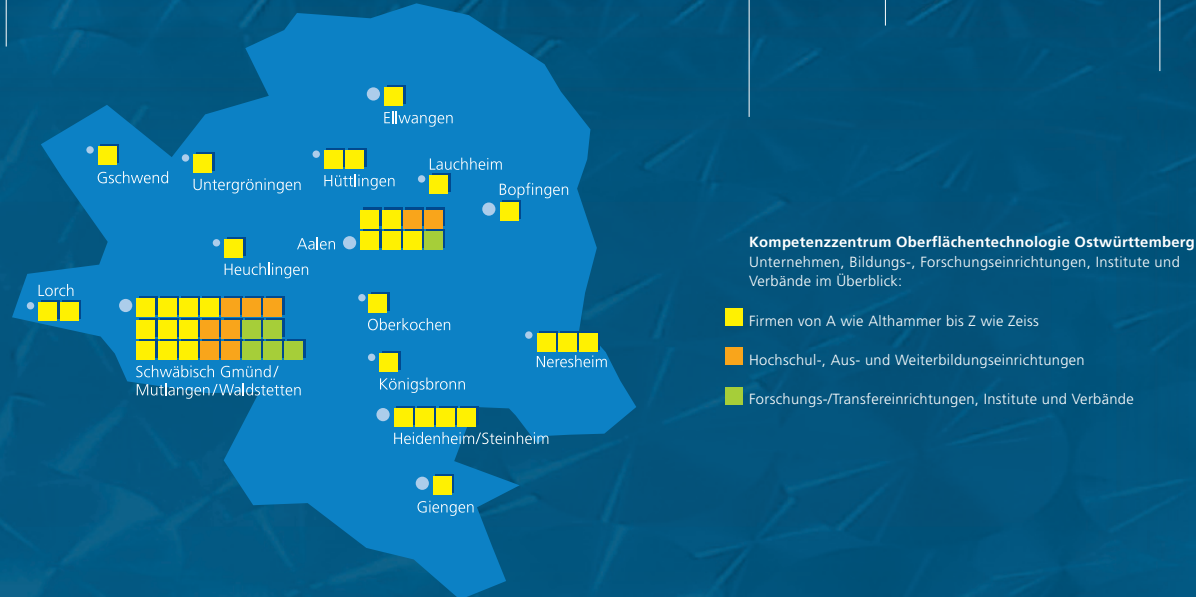 Ellwangen
Gschwend
Untergröningen
Hüttlingen
Lauchheim
Bopfingen
Aalen
Heuchlingen
Lorch
Oberkochen
Neresheim
Schwäbisch Gmünd/
Mutlangen/Waldstetten
Königsbronn
Heidenheim/Steinheim
Giengen
Kompetenzzentrum Oberflächentechnologie Ostwürttemberg
Unternehmen, Bildungs-, Forschungseinrichtungen, Institute und
Verbände im Überblick:
Firmen von A wie Althammer bis Z wie Zeiss
Hochschul-, Aus- und Weiterbildungseinrichtungen
Forschungs-/Transfereinrichtungen, Institute und Verbände